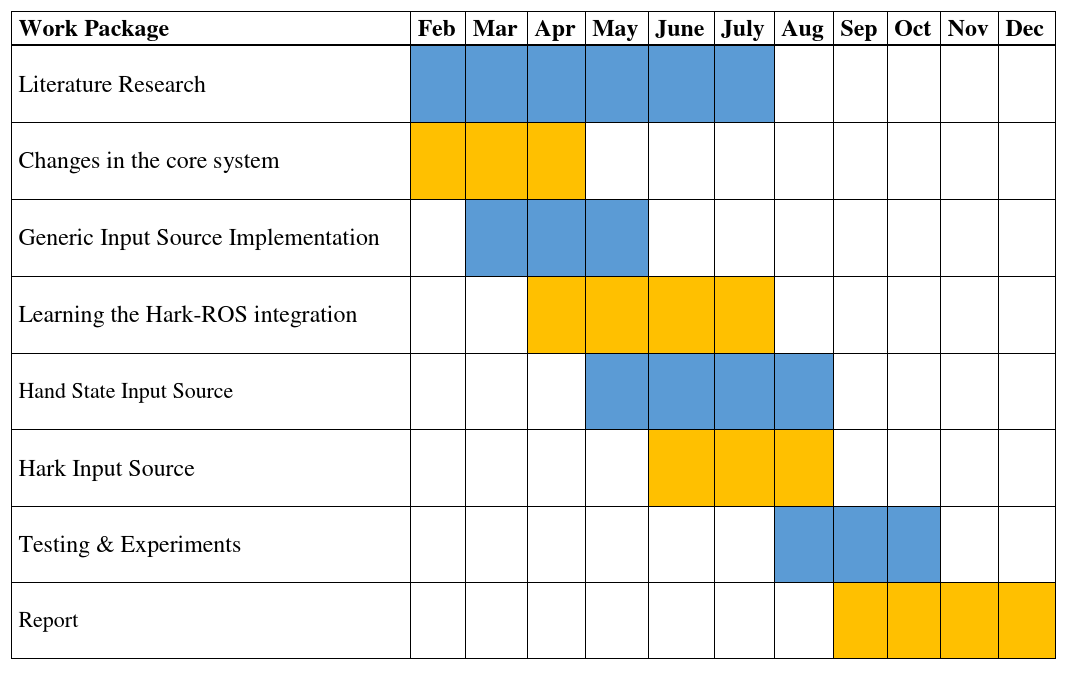 Work Package Feb Mar Apr May June July Aug Sep Oct Nov Dec
Literature Research
Changes in the core system
Generic Input Source Implementation
Learning the Hark-ROS integration
Hand State Input Source
Hark Input Source
Testing & Experiments
Report